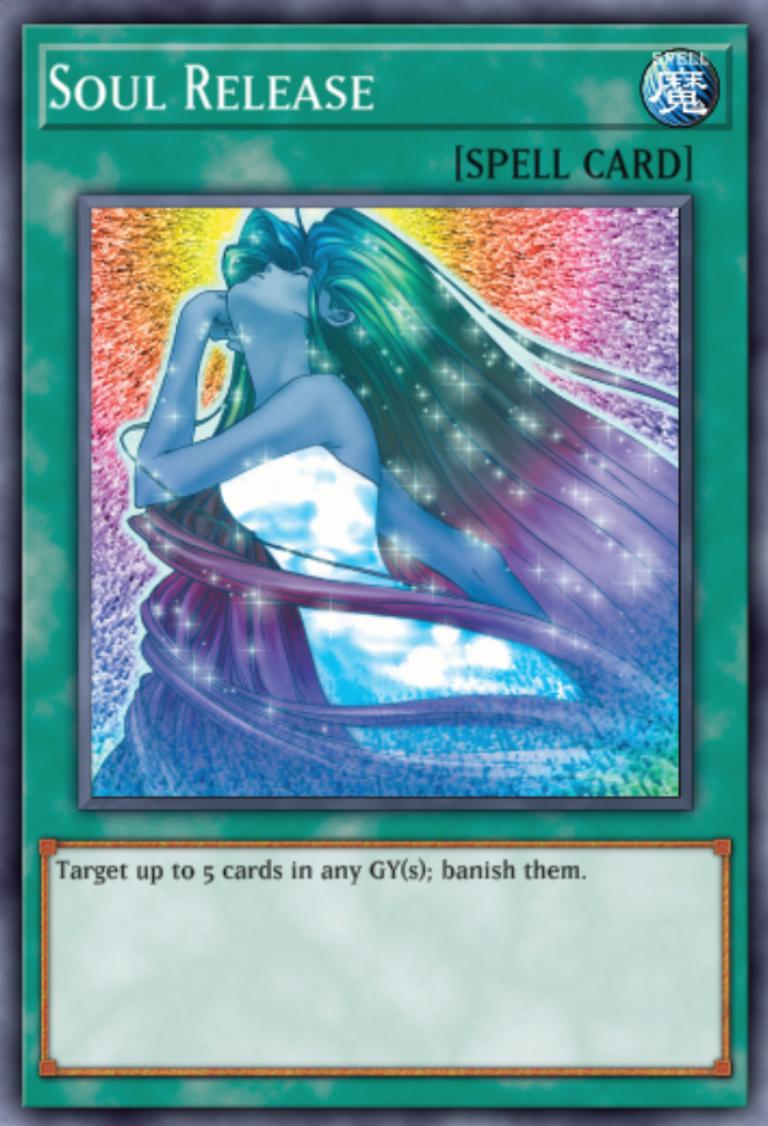 Soul Release
SPELL
魔
[SPELL CARD]
Target up to 5 cards in any GY(s); banish them.